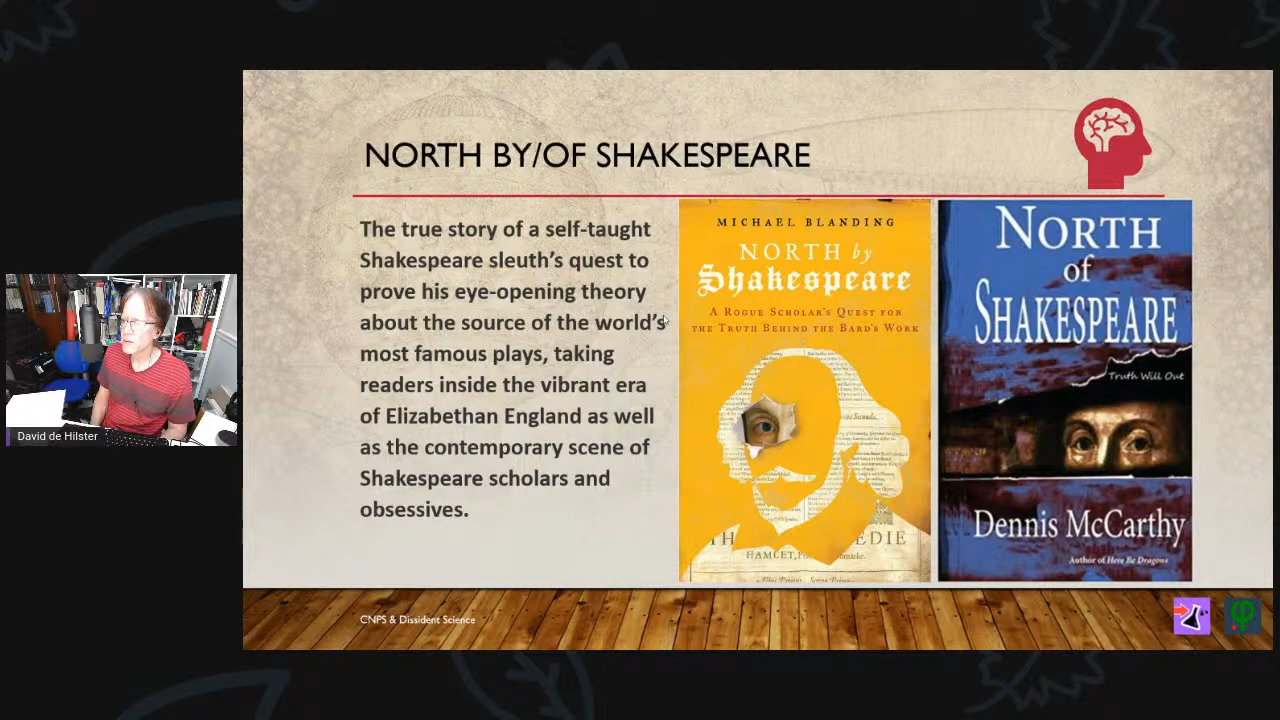 NORTH BY/OF SHAKESPEARE
The true story of a self-taught
Shakespeare sleuth's quest to
prove his eye-opening theory
about the source of the world's
most famous plays, taking
readers inside the vibrant era
of Elizabethan England as well
as the contemporary scene of
Shakespeare scholars and
obsessives.
MICHAEL BLANDING
NORTH by
Shakespeare
A ROGUE SCHOLAR'S QUEST FOR
THE TRUTH BEHIND THE BARD'S WORK
EDIE
HAMLET,
NORTH
of
SHAKESPEARE
Truth Will Out
Dennis McCarthy
Author of Here Be Dragons
David de Hilster
CNPS & Dissident Science